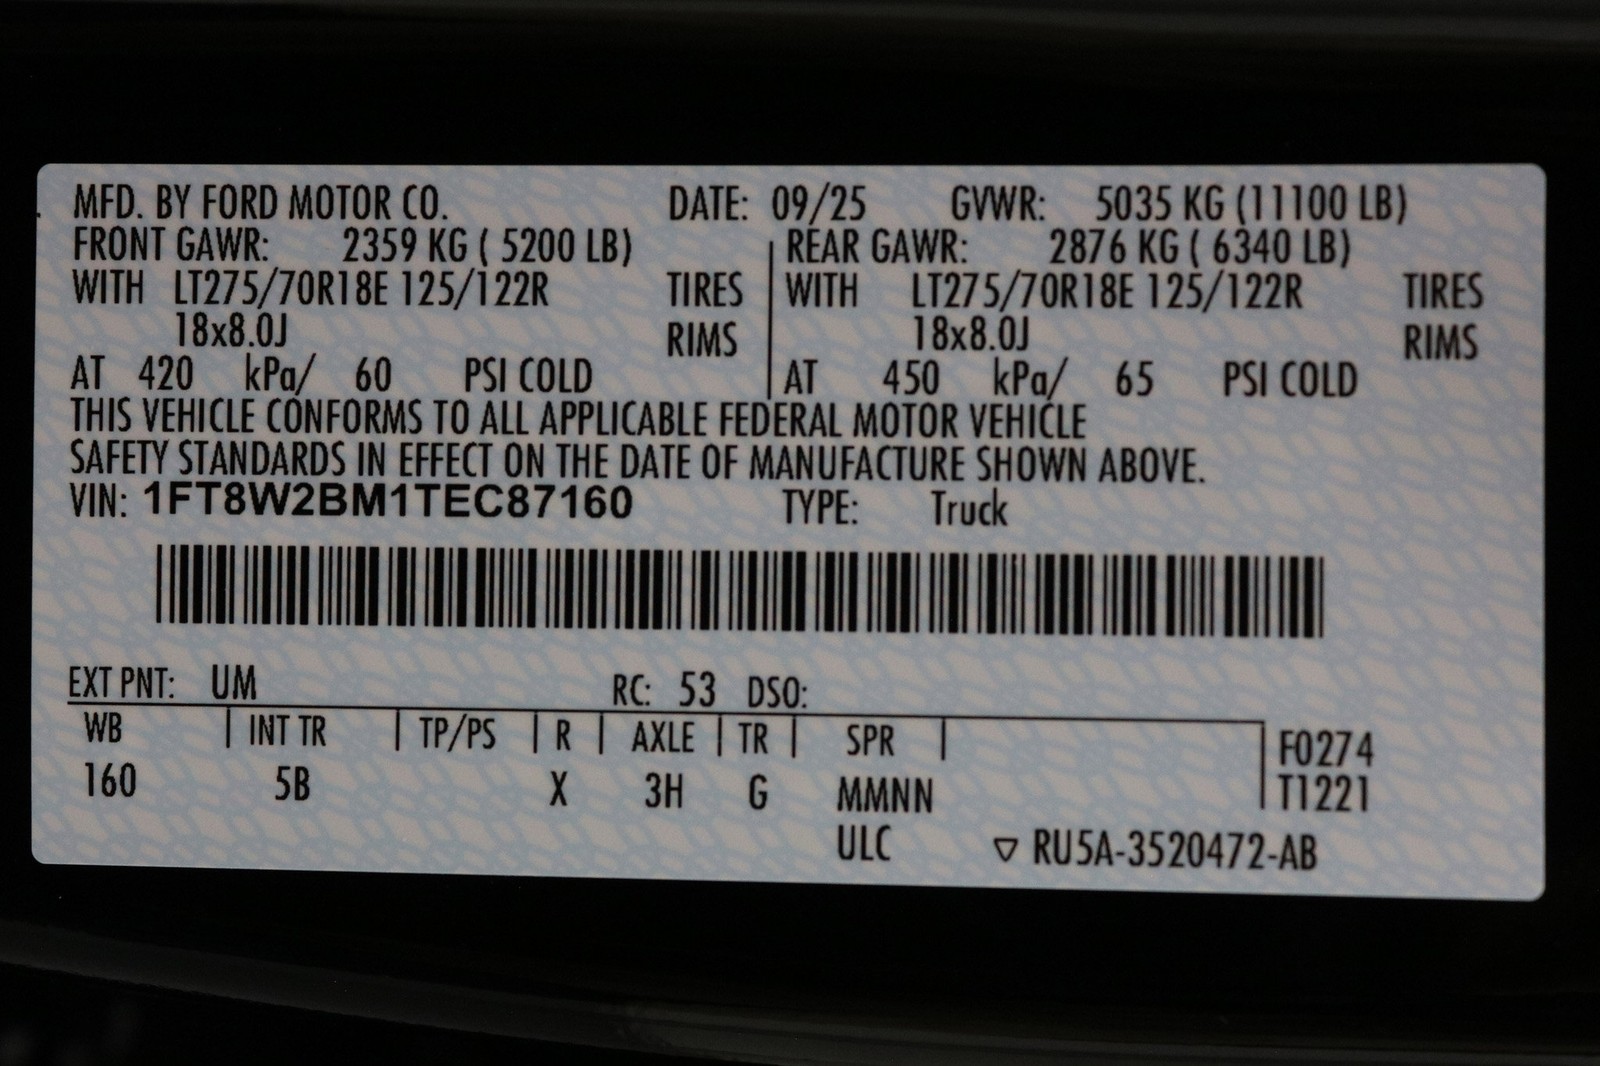 MFD. BY FORD MOTOR CO. DATE: 09/25 GVWR: 5035 KG (11100 LB)
FRONT GAWR: 2359 KG ( 5200 LB) REAR GAWR: 2876 KG ( 6340 LB)
WITH LT275/70R18E 125/122R TIRES WITH LT275/70R18E 125/122R TIRES
18x8.0J RIMS 18x8.0J RIMS
AT 420 kPa/ 60 PSI COLD AT 450 kPa/ 65 PSI COLD
THIS VEHICLE CONFORMS TO ALL APPLICABLE FEDERAL MOTOR VEHICLE
SAFETY STANDARDS IN EFFECT ON THE DATE OF MANUFACTURE SHOWN ABOVE.
VIN: 1FT8W2BM1TEC87160 TYPE: Truck
EXT PNT: UM RC: 53 DSO:
WB INT TR TP/PS R AXLE TR SPR F0274
160 5B X 3H G MMNN T1221
ULC ▽ RU5A-3520472-AB